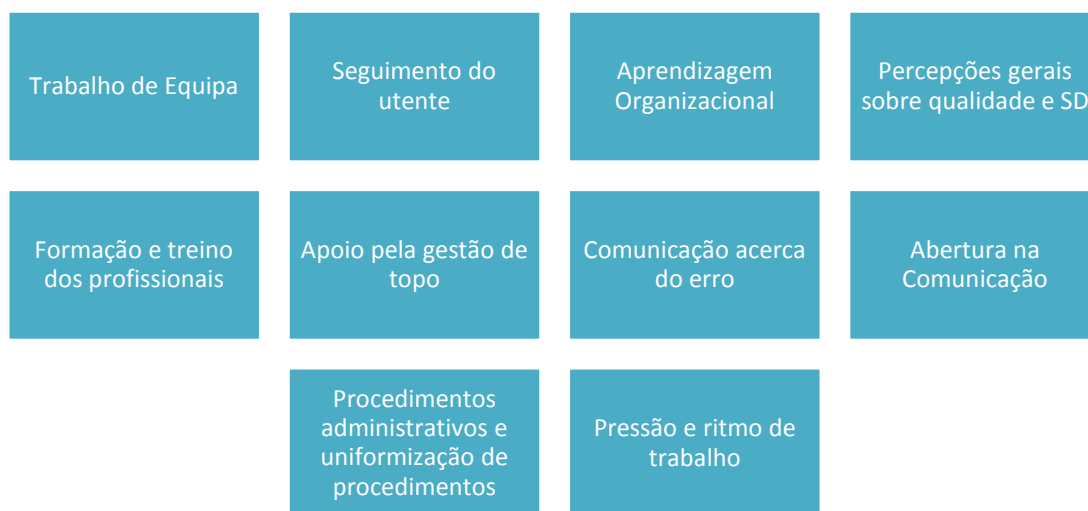 Trabalho de Equipa
Seguimento do
utente
Aprendizagem
Organizacional
Percepções gerais
sobre qualidade e SD
Formação e treino
dos profissionais
Apoio pela gestão de
topo
Comunicação acerca
do erro
Abertura na
Comunicação
Procedimentos
administrativos e
uniformização de
procedimentos
Pressão e ritmo de
trabalho